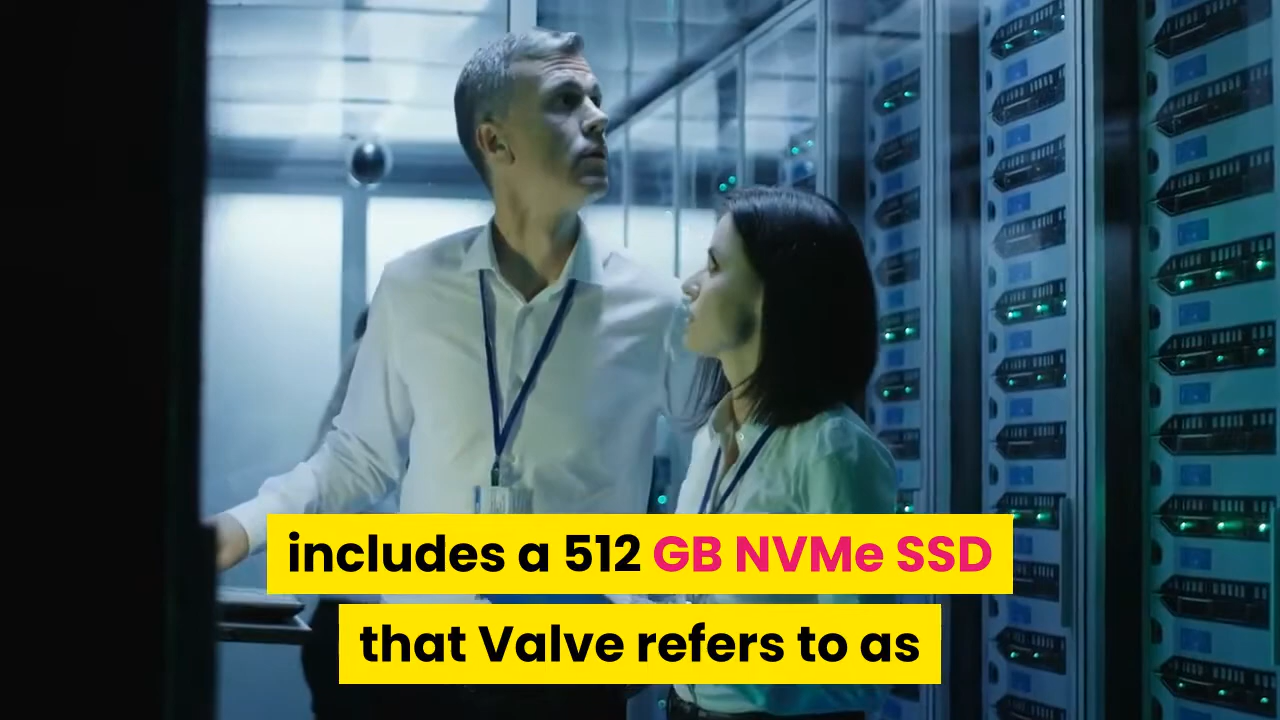 includes a 512 GB NVMe SSD
that Valve refers to as